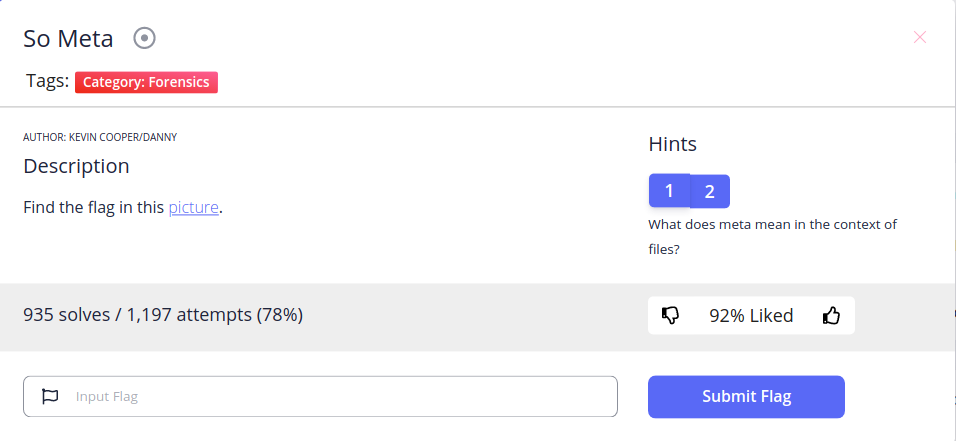 So Meta
Tags: Category: Forensics
AUTHOR: KEVIN COOPER/DANNY
Description
Find the flag in this picture.
Hints
1 2
What does meta mean in the context of
files?
935 solves / 1,197 attempts (78%)
92% Liked
Input Flag
Submit Flag